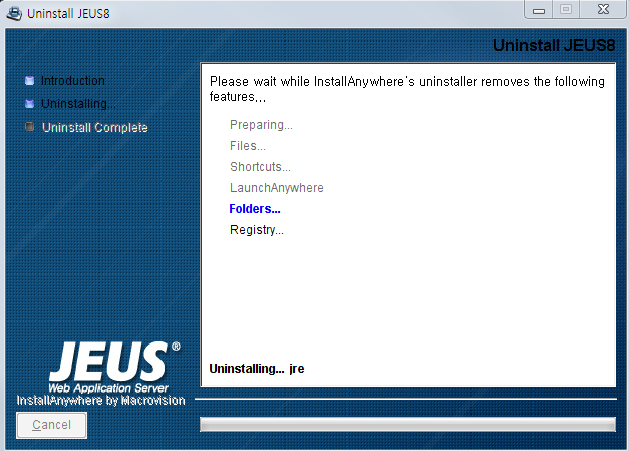 Uninstall JEUS8
Uninstall JEUS8
Introduction
Uninstalling...
Uninstall Complete
Please wait while InstallAnywhere's uninstaller removes the following
features...
Preparing...
Files...
Shortcuts...
LaunchAnywhere
Folders...
Registry...
Uninstalling... jre
JEUS®
Web Application Server
InstallAnywhere by Macrovision
Cancel